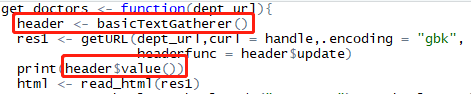 get_doctors <- function(dept_url){
header <- basicTextGatherer()
res1 <- getURL(dept_url,curl = handle,.encoding = "gbk",
headerfunc = header$update)
print(header$value())
html <- read_html(res1)